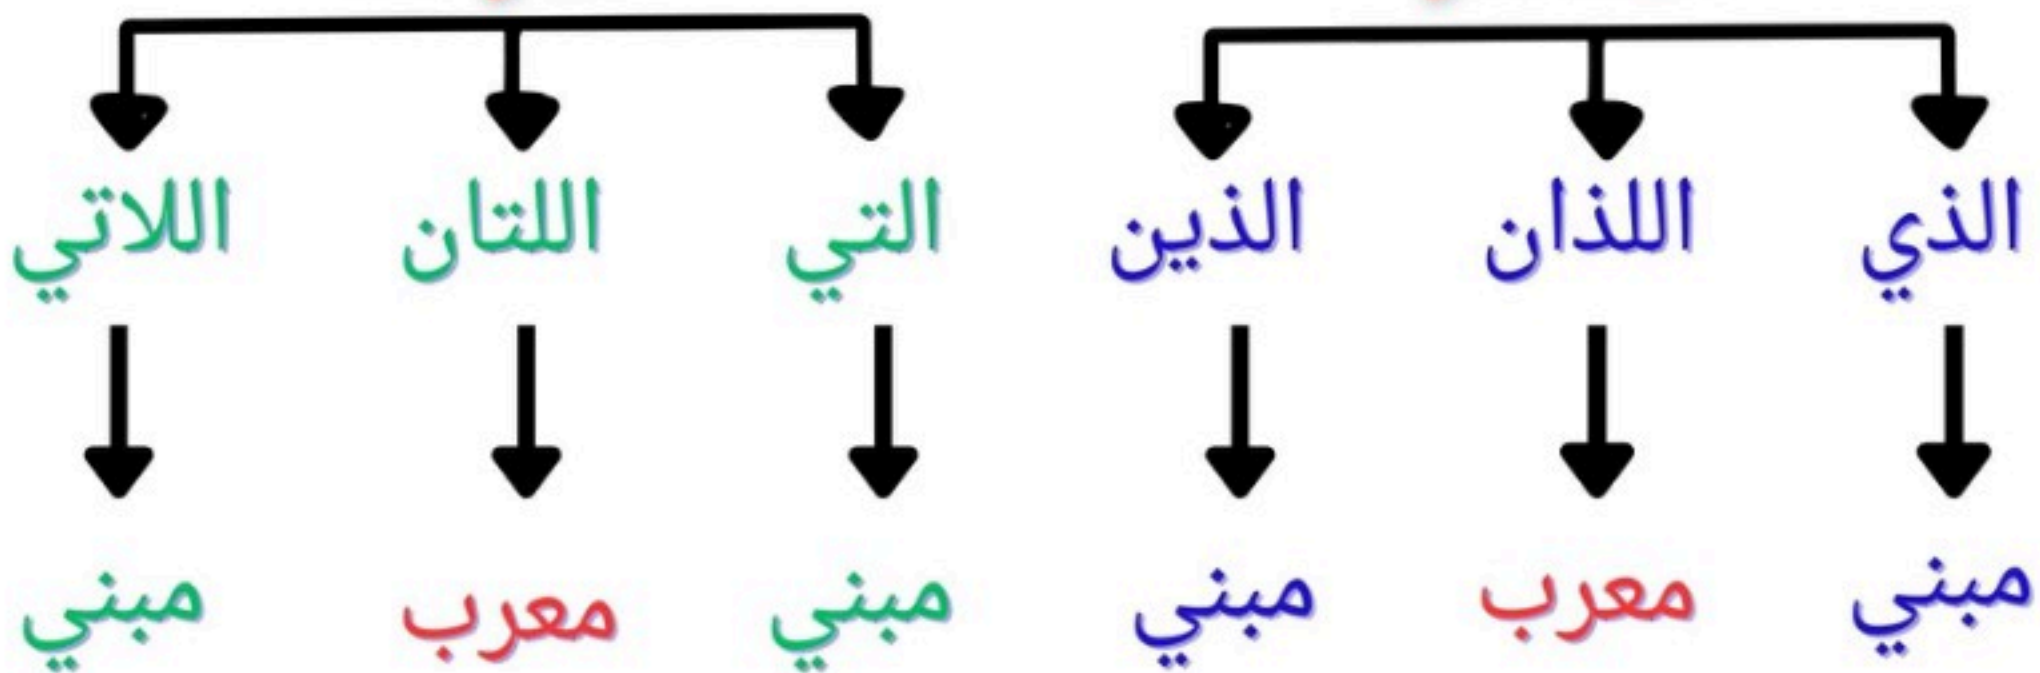 الذي اللذان الذين التي اللتان اللاتي
مبني معرب مبني مبني معرب مبني